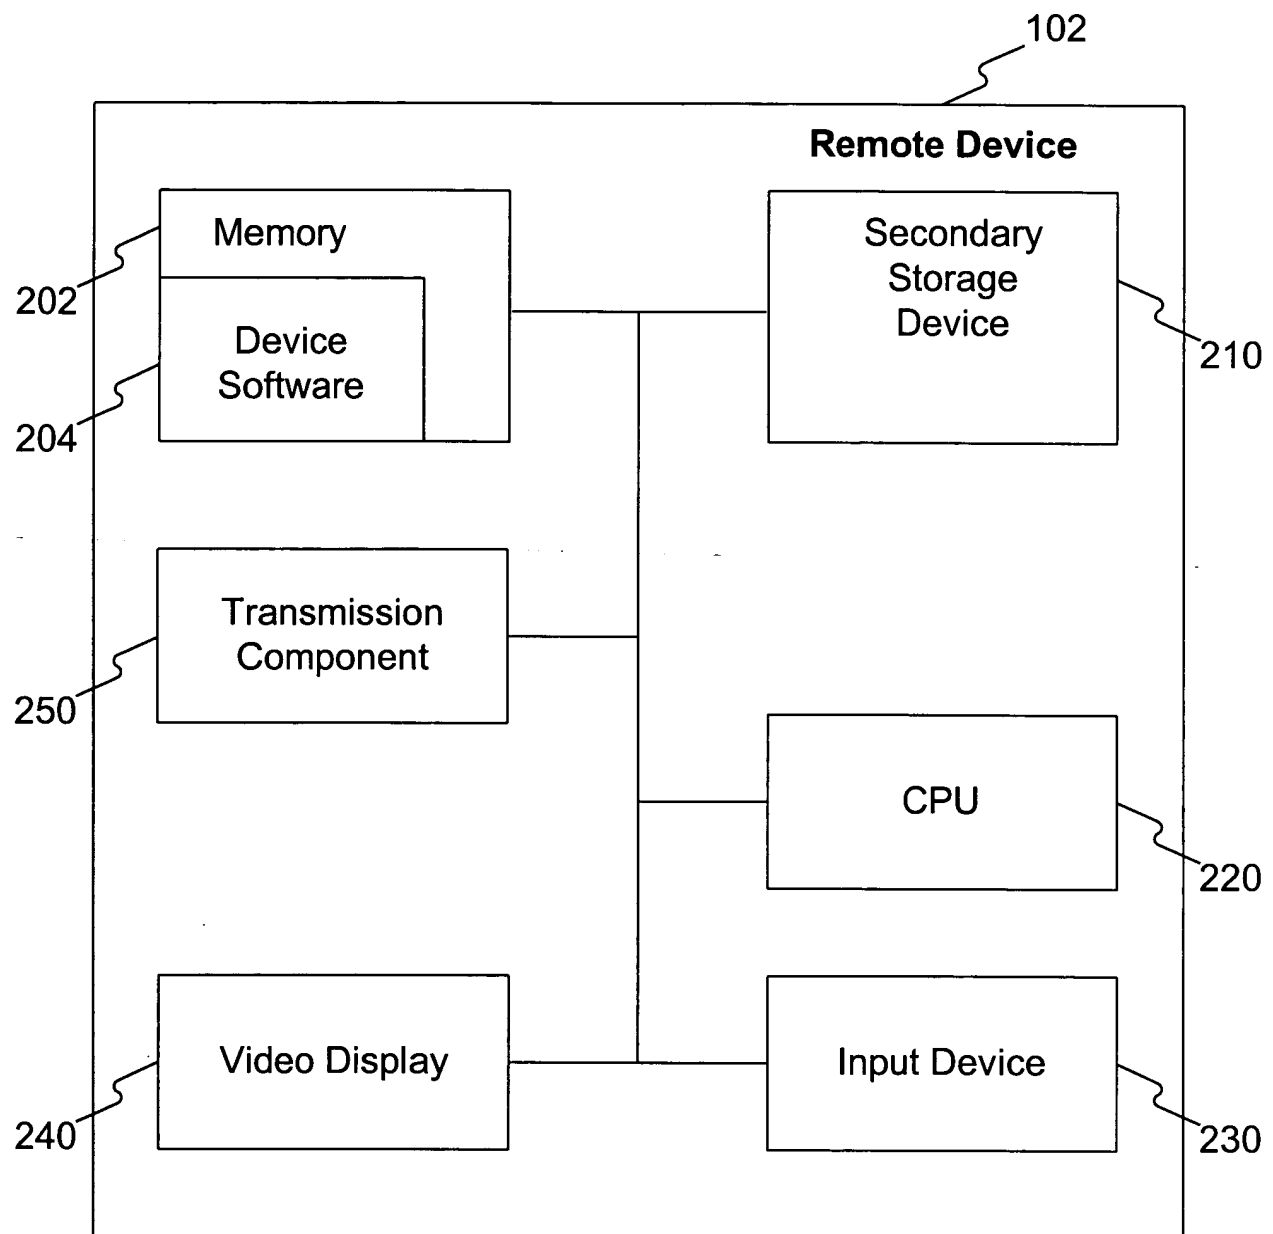 102
Remote Device
Memory
202
Device
Software
204
Secondary
Storage
Device
210
Transmission
Component
250
CPU
220
Video Display
240
Input Device
230